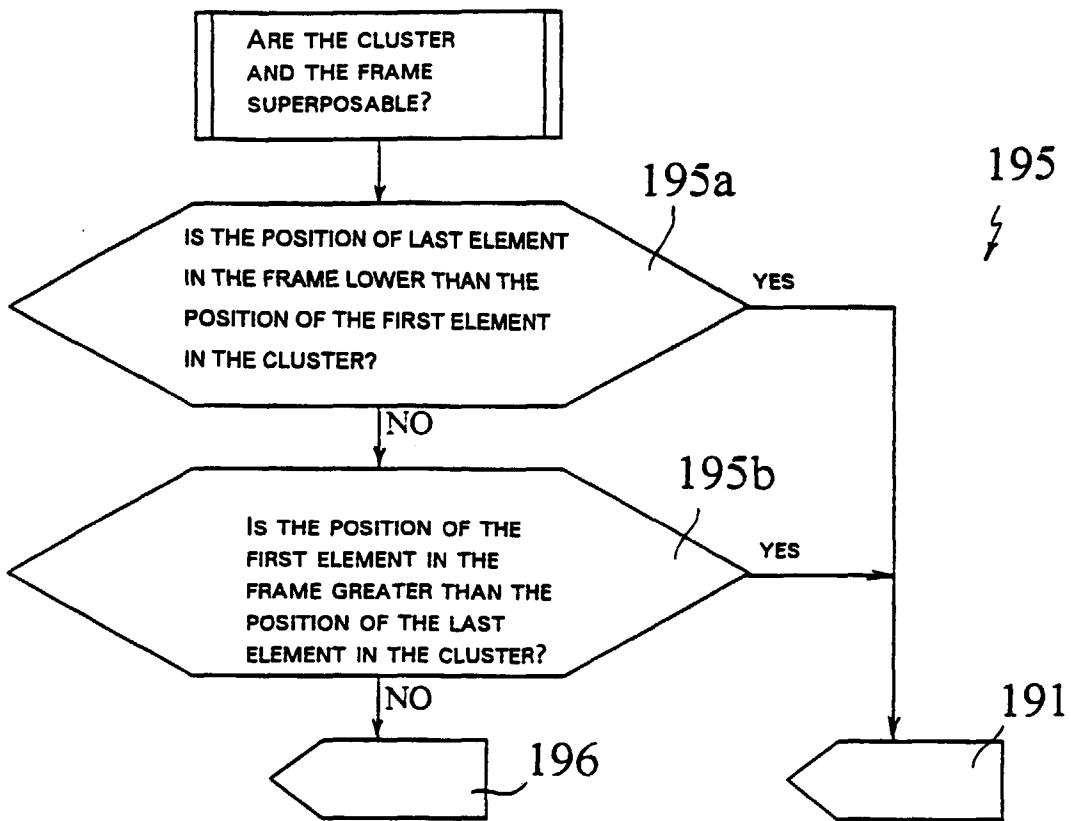 ARE THE CLUSTER
AND THE FRAME
SUPERPOSABLE?
195
195a
IS THE POSITION OF LAST ELEMENT
IN THE FRAME LOWER THAN THE
POSITION OF THE FIRST ELEMENT
IN THE CLUSTER?
YES
NO
195b
IS THE POSITION OF THE
FIRST ELEMENT IN THE
FRAME GREATER THAN THE
POSITION OF THE LAST
ELEMENT IN THE CLUSTER?
YES
NO
196
191